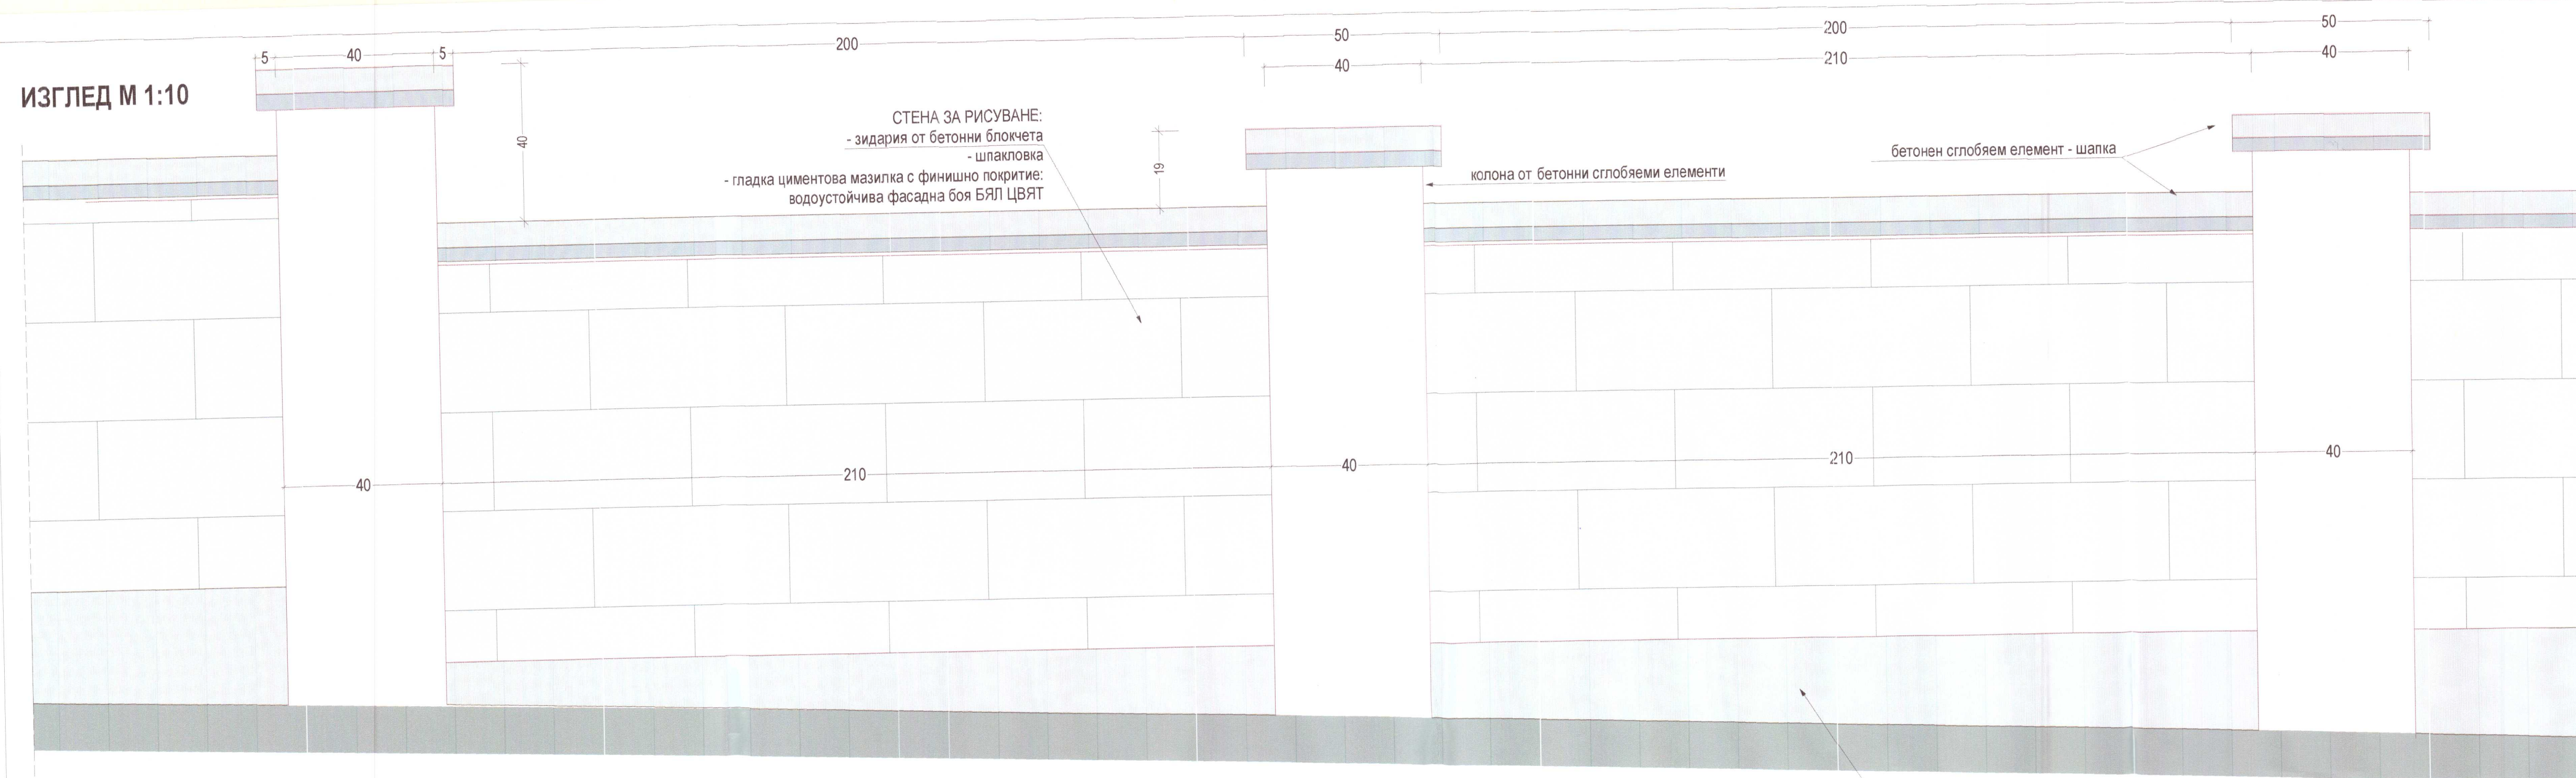 200
50
200
50
5
40
5
40
210
40
ИЗГЛЕД М 1:10
40
СТЕНА ЗА РИСУВАНЕ:
- зидария от бетонни блокчета
- шпакловка
- гладка циментова мазилка с финишно покритие:
водоустойчива фасадна боя БЯЛ ЦВЯТ
19
колона от бетонни сглобяеми елементи
бетонен сглобяем елемент - шапка
40
210
40
210
40